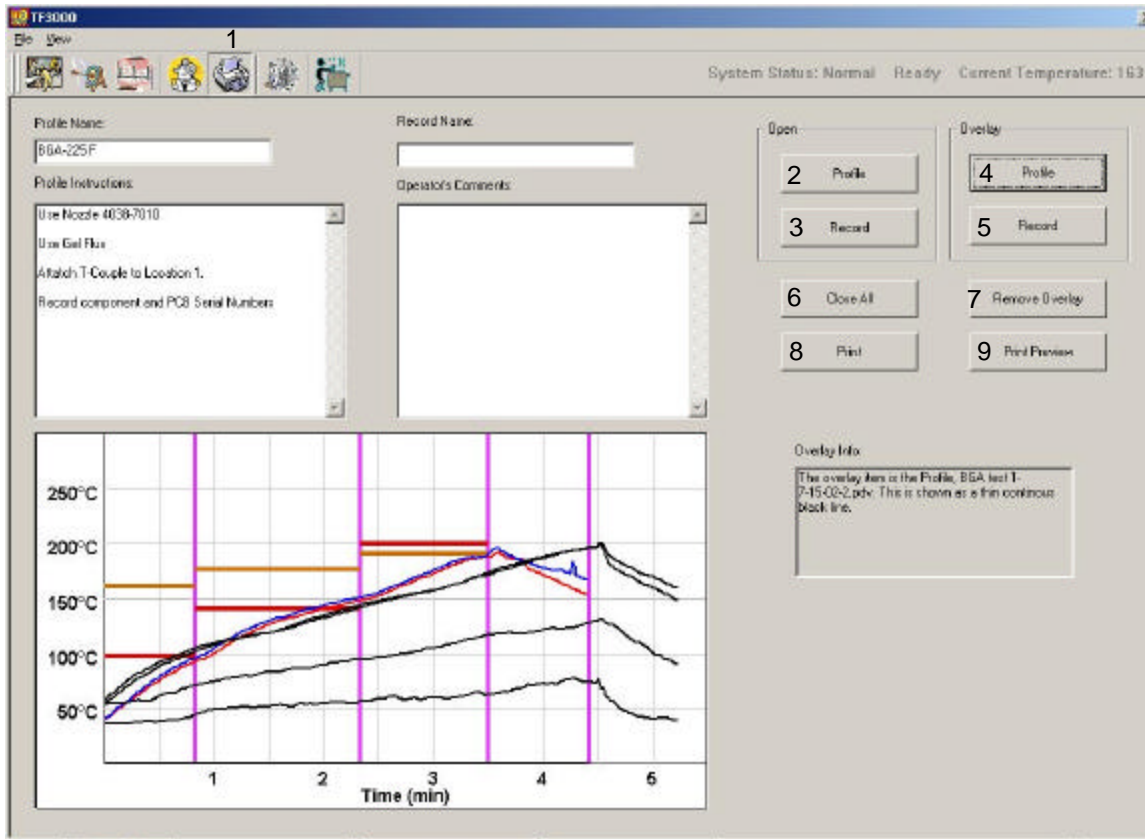 TF3000
File View
1
System Status: Normal Ready Current Temperature: 163
Profile Name:
BGA-225F
Record Name:
Profile Instructions:
Use Nozzle 4038-7010.
Use Gel Flux
Attatch T-Couple to Location 1.
Record component and PCB Serial Numbers
Operator's Comments:
Open
2 Profile
3 Record
Overlay
4 Profile
5 Record
6 Close All
7 Remove Overlay
8 Print
9 Print Preview
Overlay Info:
The overlay item is the Profile, BGA test 1-
7-15-02-2.pdv. This is shown as a thin continous
black line.
250°C
200°C
150°C
100°C
50°C
1 2 3 4 5
Time (min)